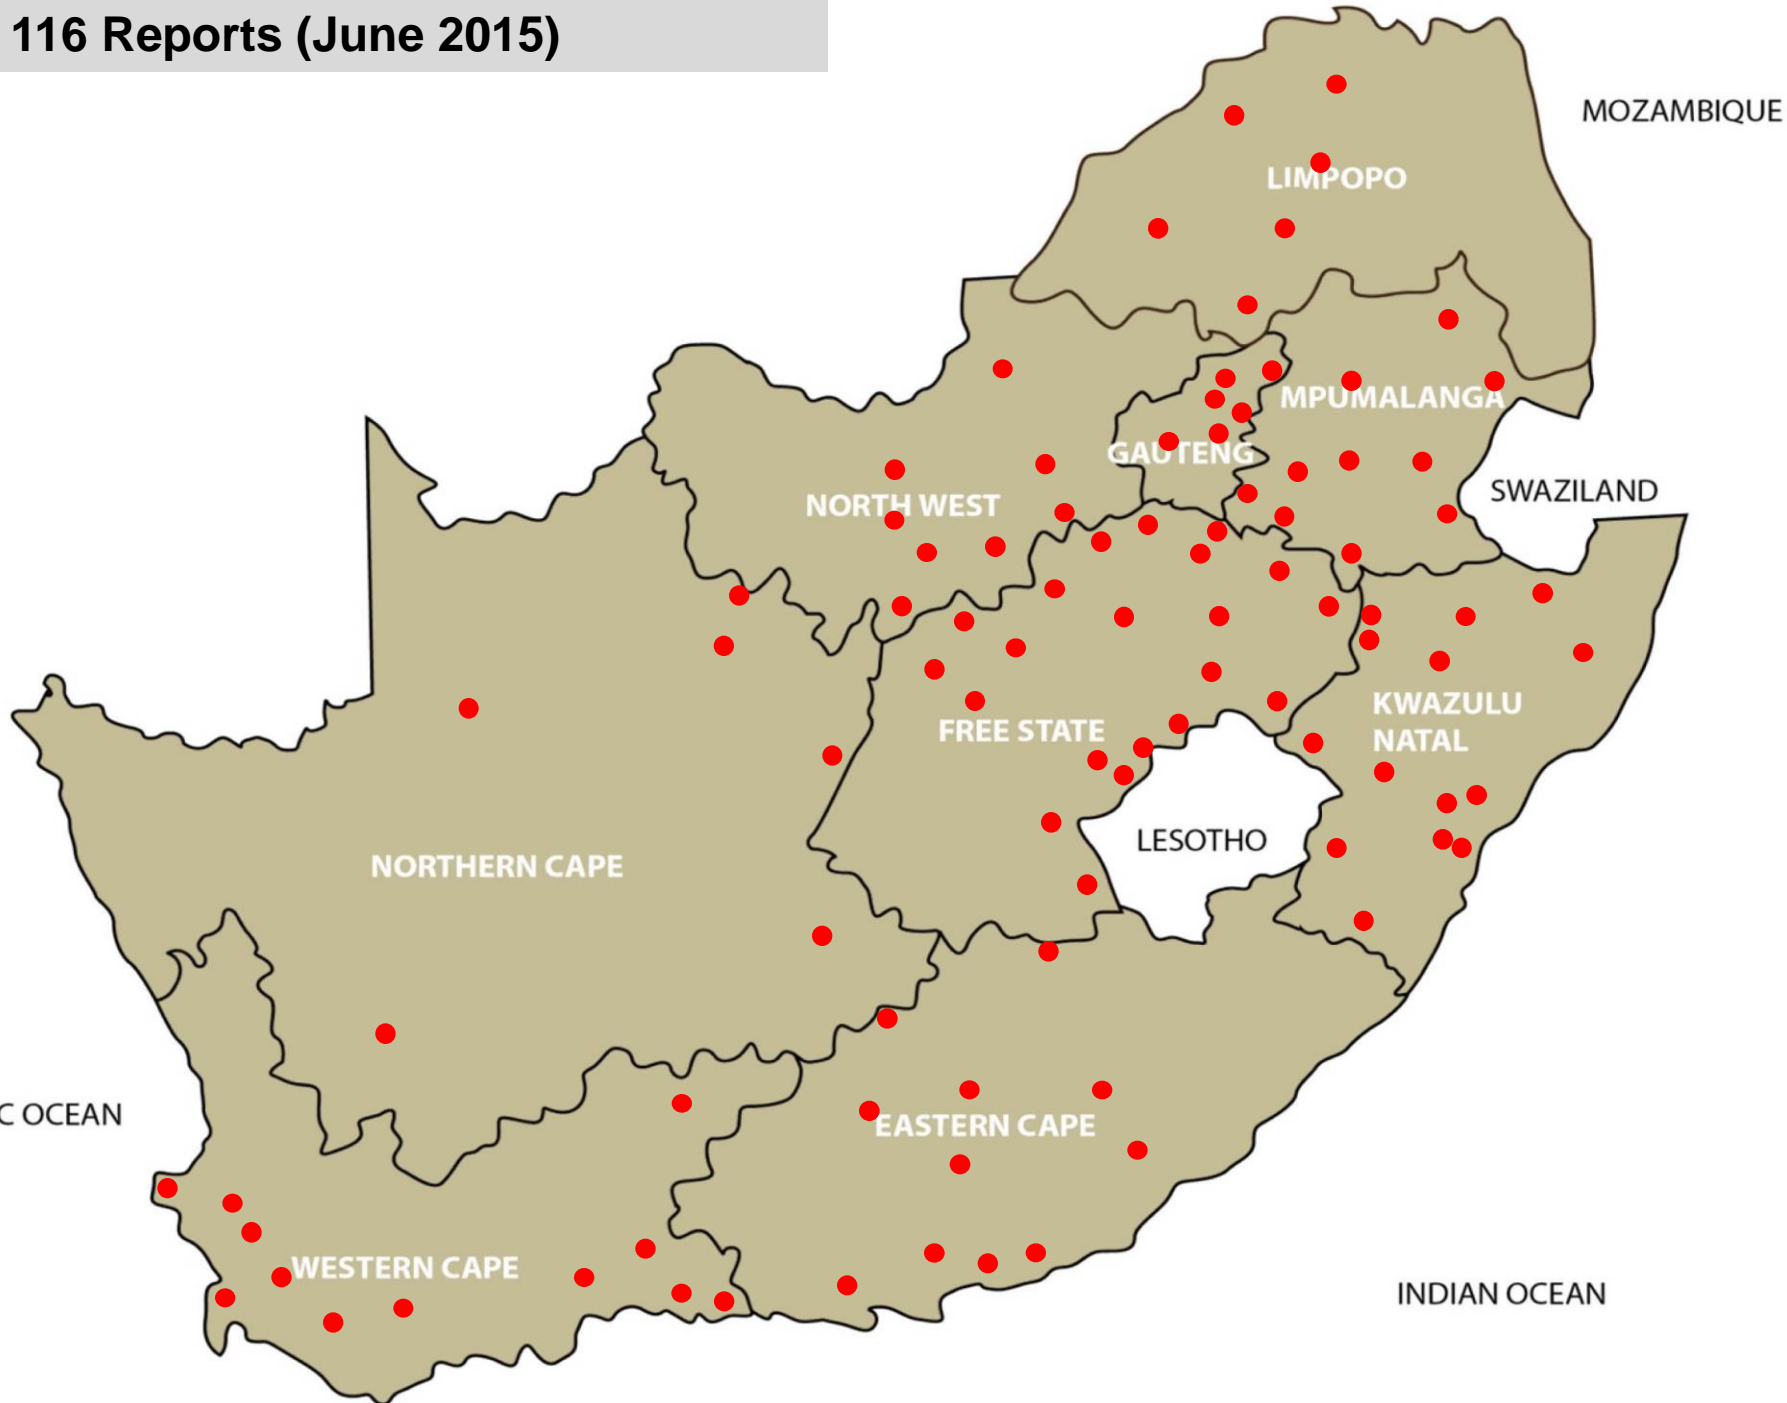 116 Reports (June 2015)
MOZAMBIQUE
LIMPOPO
MPUMALANGA
GAUTENG
SWAZILAND
NORTH WEST
KWAZULU
NATAL
FREE STATE
LESOTHO
NORTHERN CAPE
C OCEAN
EASTERN CAPE
WESTERN CAPE
INDIAN OCEAN